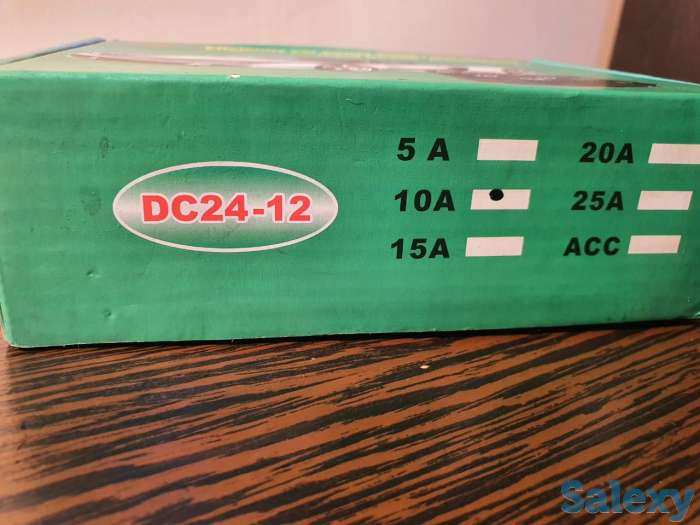 DC24-12
5 A 20A
10A 25A
15A ACC
Salexy